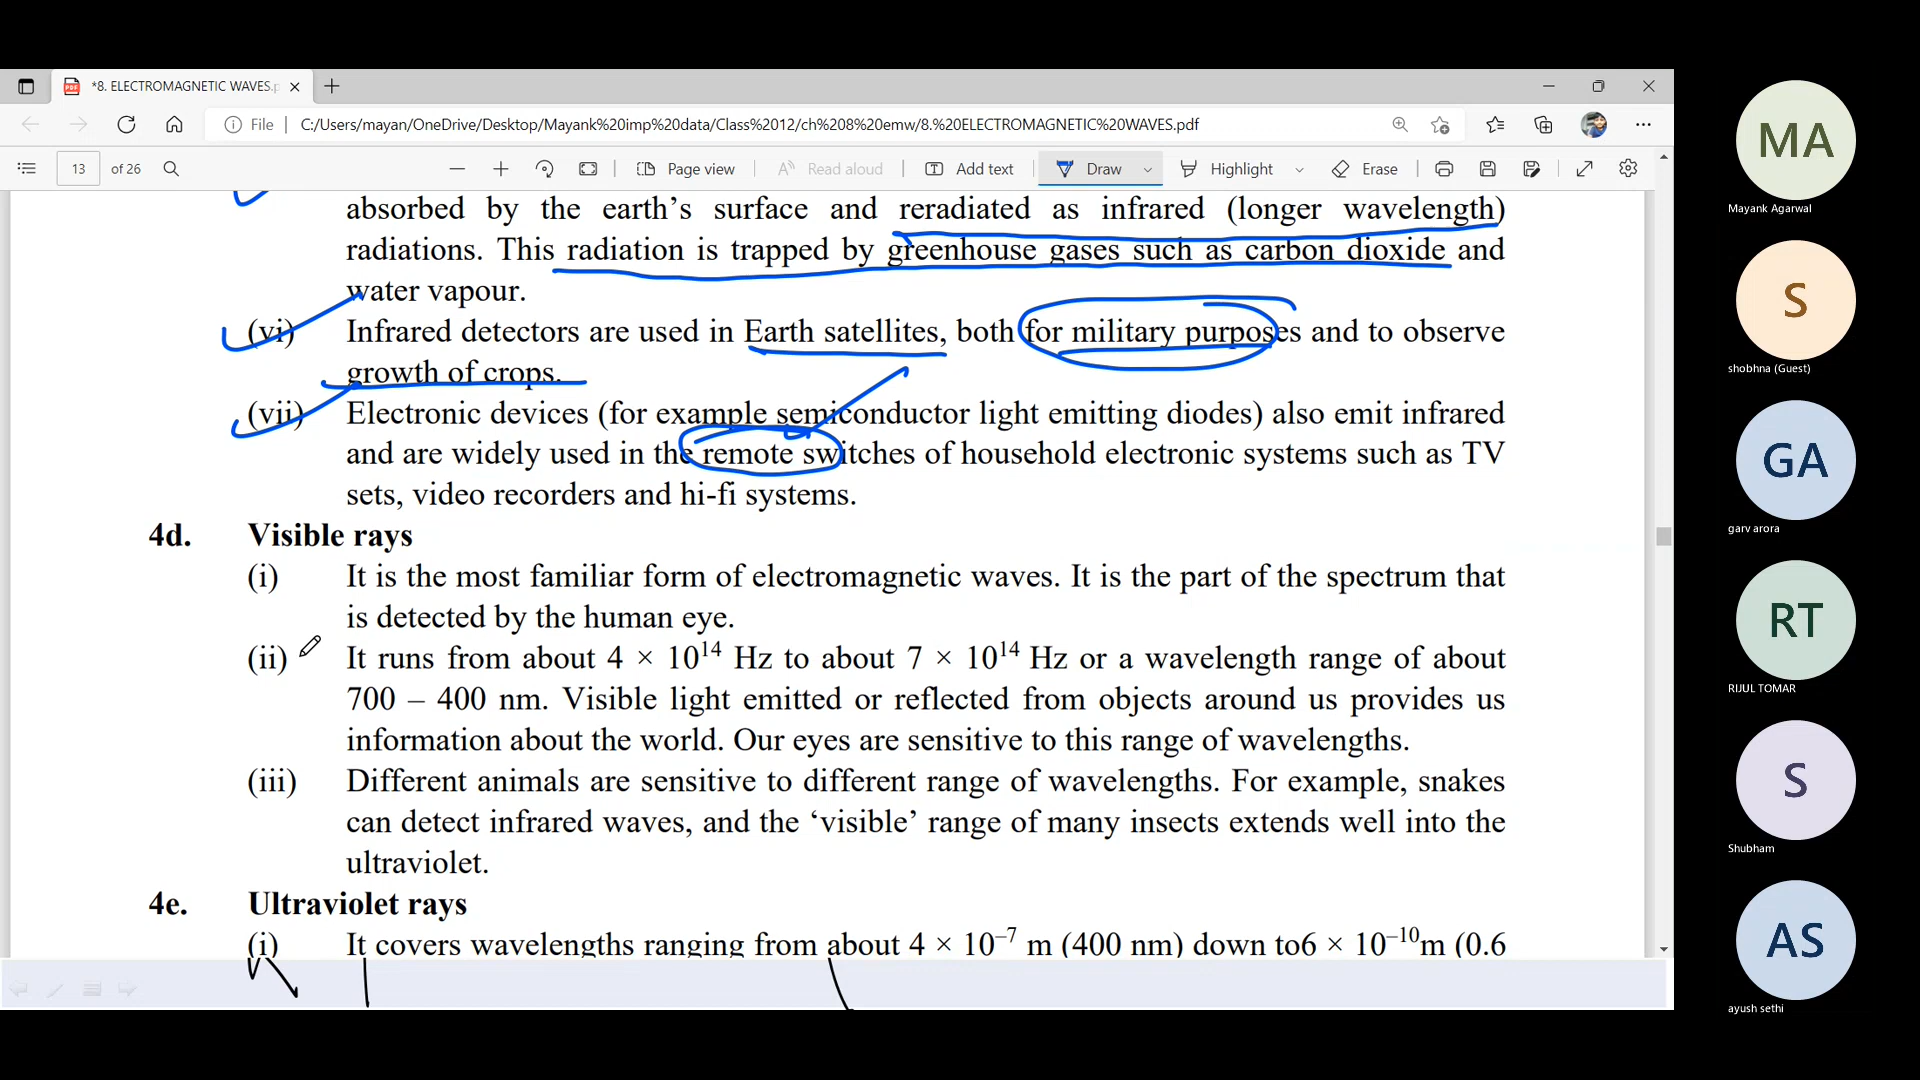 *8. ELECTROMAGNETIC WAVES.p
File
C:/Users/mayan/OneDrive/Desktop/Mayank%20imp%20data/Class%2012/ch%208%20emw/8.%20ELECTROMAGNETIC%20WAVES.pdf
13 of 26
Page view
Read aloud
Add text
Draw
Highlight
Erase
absorbed by the earth’s surface and reradiated as infrared (longer wavelength)
radiations. This radiation is trapped by greenhouse gases such as carbon dioxide and
water vapour.
(vi) Infrared detectors are used in Earth satellites, both for military purposes and to observe
growth of crops.
(vii) Electronic devices (for example semiconductor light emitting diodes) also emit infrared
and are widely used in the remote switches of household electronic systems such as TV
sets, video recorders and hi-fi systems.
4d. Visible rays
(i) It is the most familiar form of electromagnetic waves. It is the part of the spectrum that
is detected by the human eye.
(ii) It runs from about 4 × 10¹⁴ Hz to about 7 × 10¹⁴ Hz or a wavelength range of about
700 – 400 nm. Visible light emitted or reflected from objects around us provides us
information about the world. Our eyes are sensitive to this range of wavelengths.
(iii) Different animals are sensitive to different range of wavelengths. For example, snakes
can detect infrared waves, and the ‘visible’ range of many insects extends well into the
ultraviolet.
4e. Ultraviolet rays
(i) It covers wavelengths ranging from about 4 × 10⁻⁷ m (400 nm) down to6 × 10⁻¹⁰m (0.6
MA
Mayank Agarwal
S
shobhna (Guest)
GA
garv arora
RT
RIJUL TOMAR
S
Shubham
AS
ayush sethi